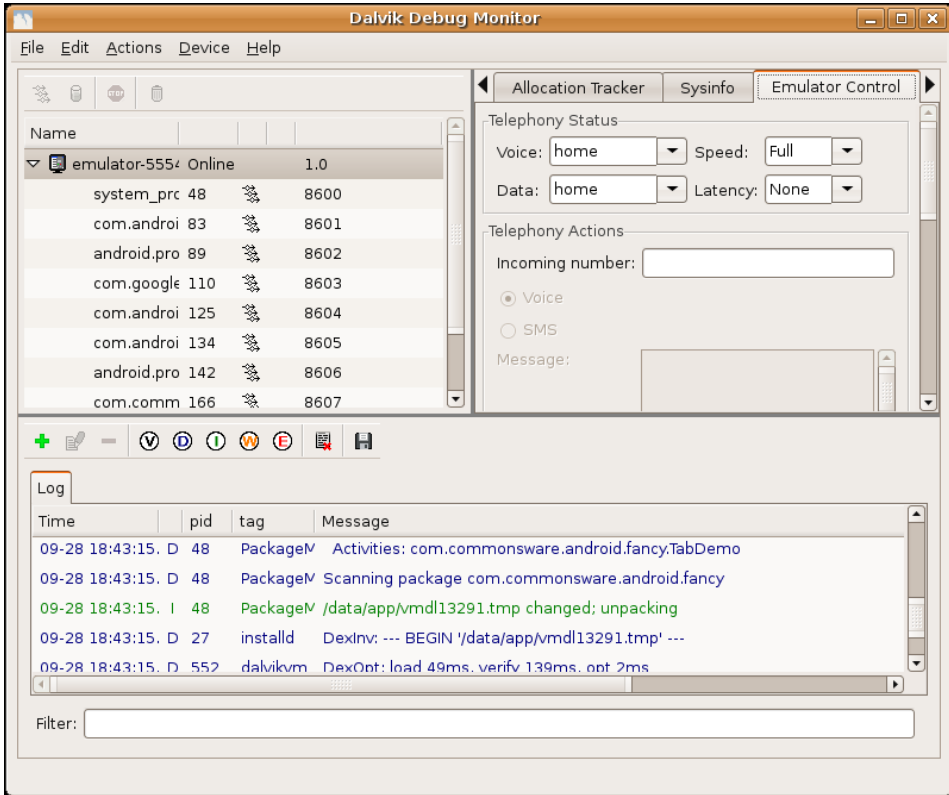 Dalvik Debug Monitor
File Edit Actions Device Help
STOP
Name
emulator-5554 Online 1.0
system_prc 48 8600
com.androi 83 8601
android.pro 89 8602
com.google 110 8603
com.androi 125 8604
com.androi 134 8605
android.pro 142 8606
com.comm 166 8607
Allocation Tracker Sysinfo Emulator Control
Telephony Status
Voice: home Speed: Full
Data: home Latency: None
Telephony Actions
Incoming number:
Voice
SMS
Message:
V D I W E
Log
Time pid tag Message
09-28 18:43:15. D 48 PackageM Activities: com.commonsware.android.fancy.TabDemo
09-28 18:43:15. D 48 PackageM Scanning package com.commonsware.android.fancy
09-28 18:43:15. I 48 PackageM /data/app/vmdl13291.tmp changed; unpacking
09-28 18:43:15. D 27 installd DexInv: --- BEGIN '/data/app/vmdl13291.tmp' ---
09-28 18:43:15. D 552 dalvikvm DexOpt: load 49ms, verify 139ms, opt 2ms
Filter: